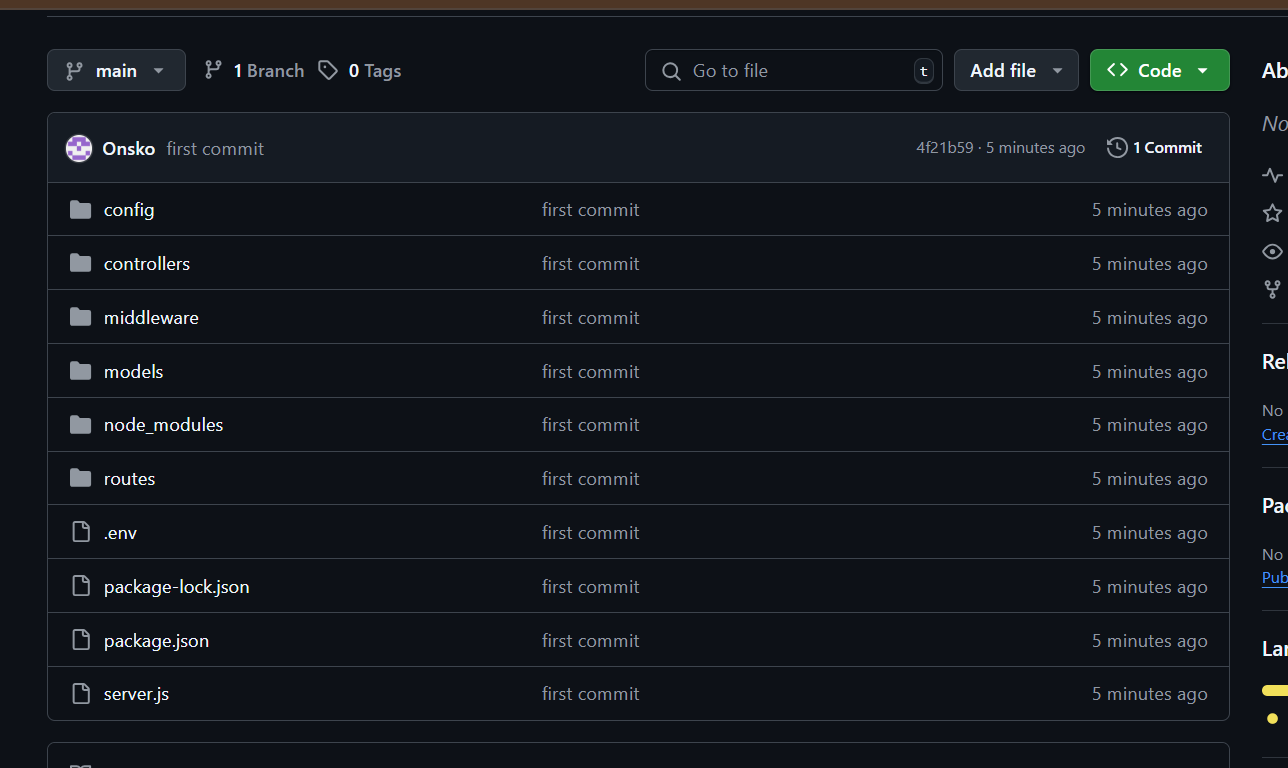 main 1 Branch 0 Tags Go to file t Add file Code
Onsko first commit 4f21b59 · 5 minutes ago 1 Commit
config first commit 5 minutes ago
controllers first commit 5 minutes ago
middleware first commit 5 minutes ago
models first commit 5 minutes ago
node_modules first commit 5 minutes ago
routes first commit 5 minutes ago
.env first commit 5 minutes ago
package-lock.json first commit 5 minutes ago
package.json first commit 5 minutes ago
server.js first commit 5 minutes ago
Ab
No
Rel
No
Crea
Pac
No
Pub
Lan